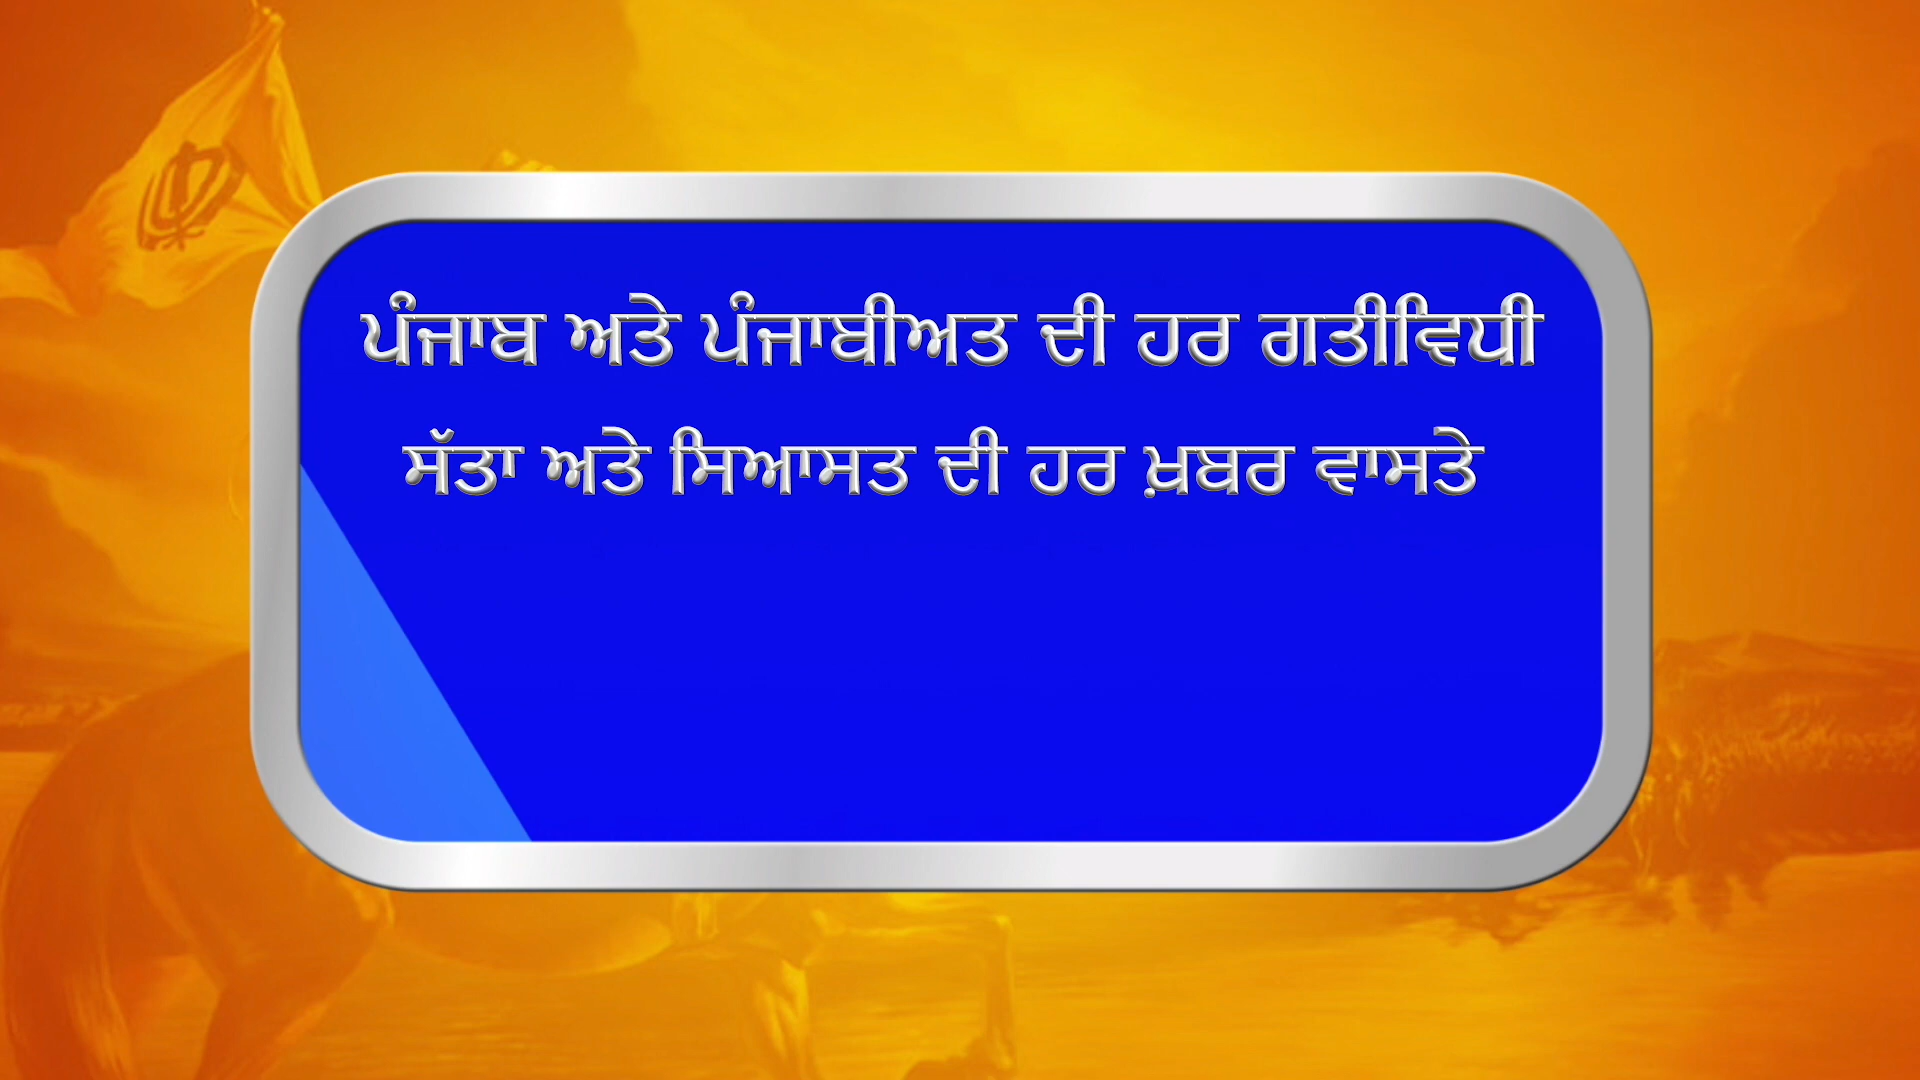 ਪੰਜਾਬ ਅਤੇ ਪੰਜਾਬੀਅਤ ਦੀ ਹਰ ਗਤੀਵਿਧੀ
ਸੱਤਾ ਅਤੇ ਸਿਆਸਤ ਦੀ ਹਰ ਖ਼ਬਰ ਵਾਸਤੇ